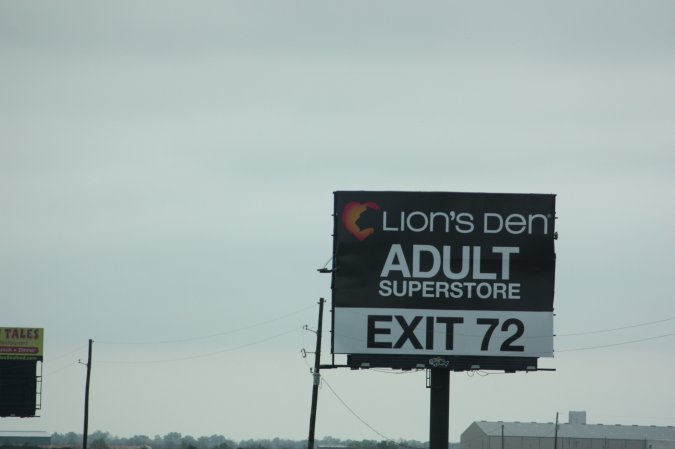 LION'S DEN
ADULT
SUPERSTORE
EXIT 72
TALES